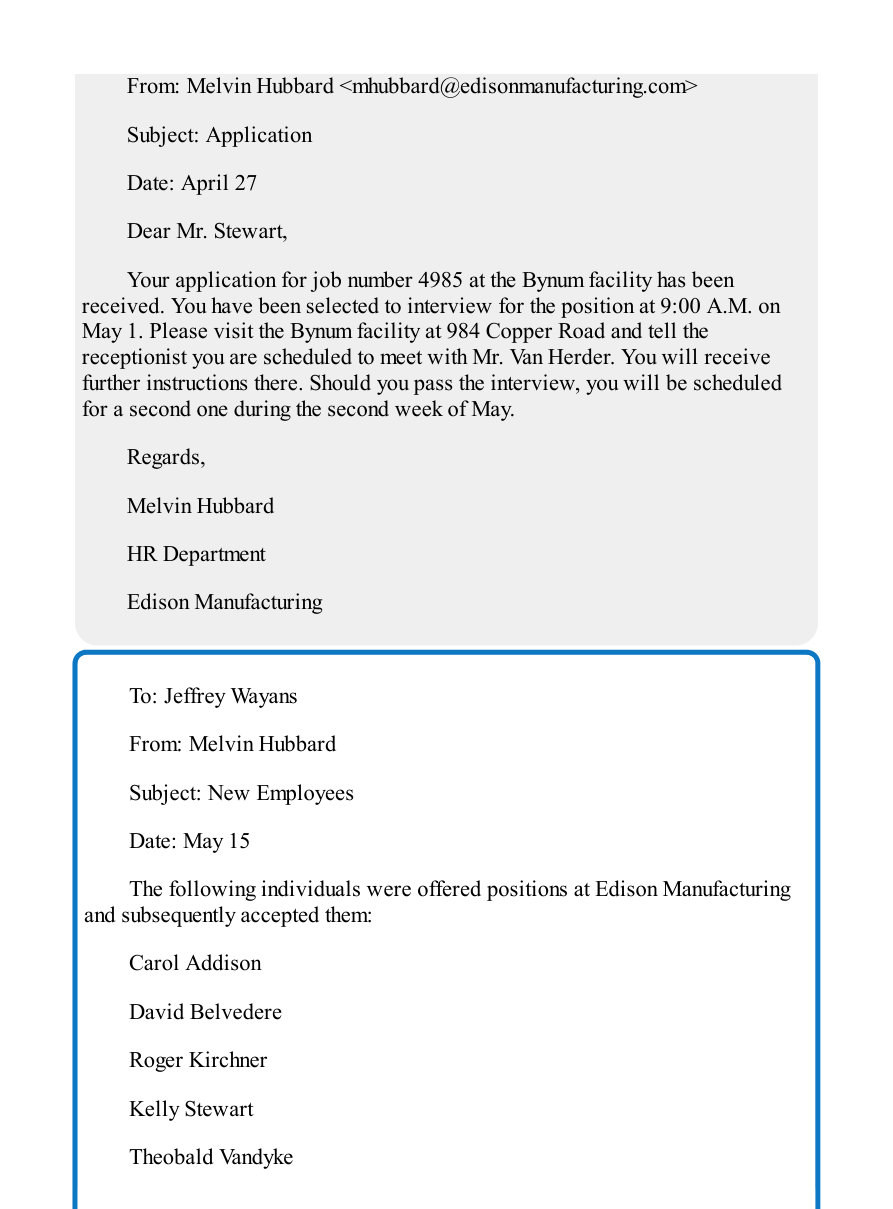 From: Melvin Hubbard <mhubbard@edisonmanufacturing.com>
Subject: Application
Date: April 27
Dear Mr. Stewart,
Your application for job number 4985 at the Bynum facility has been
received. You have been selected to interview for the position at 9:00 A.M. on
May 1. Please visit the Bynum facility at 984 Copper Road and tell the
receptionist you are scheduled to meet with Mr. Van Herder. You will receive
further instructions there. Should you pass the interview, you will be scheduled
for a second one during the second week of May.
Regards,
Melvin Hubbard
HR Department
Edison Manufacturing
To: Jeffrey Wayans
From: Melvin Hubbard
Subject: New Employees
Date: May 15
The following individuals were offered positions at Edison Manufacturing
and subsequently accepted them:
Carol Addison
David Belvedere
Roger Kirchner
Kelly Stewart
Theobald Vandyke